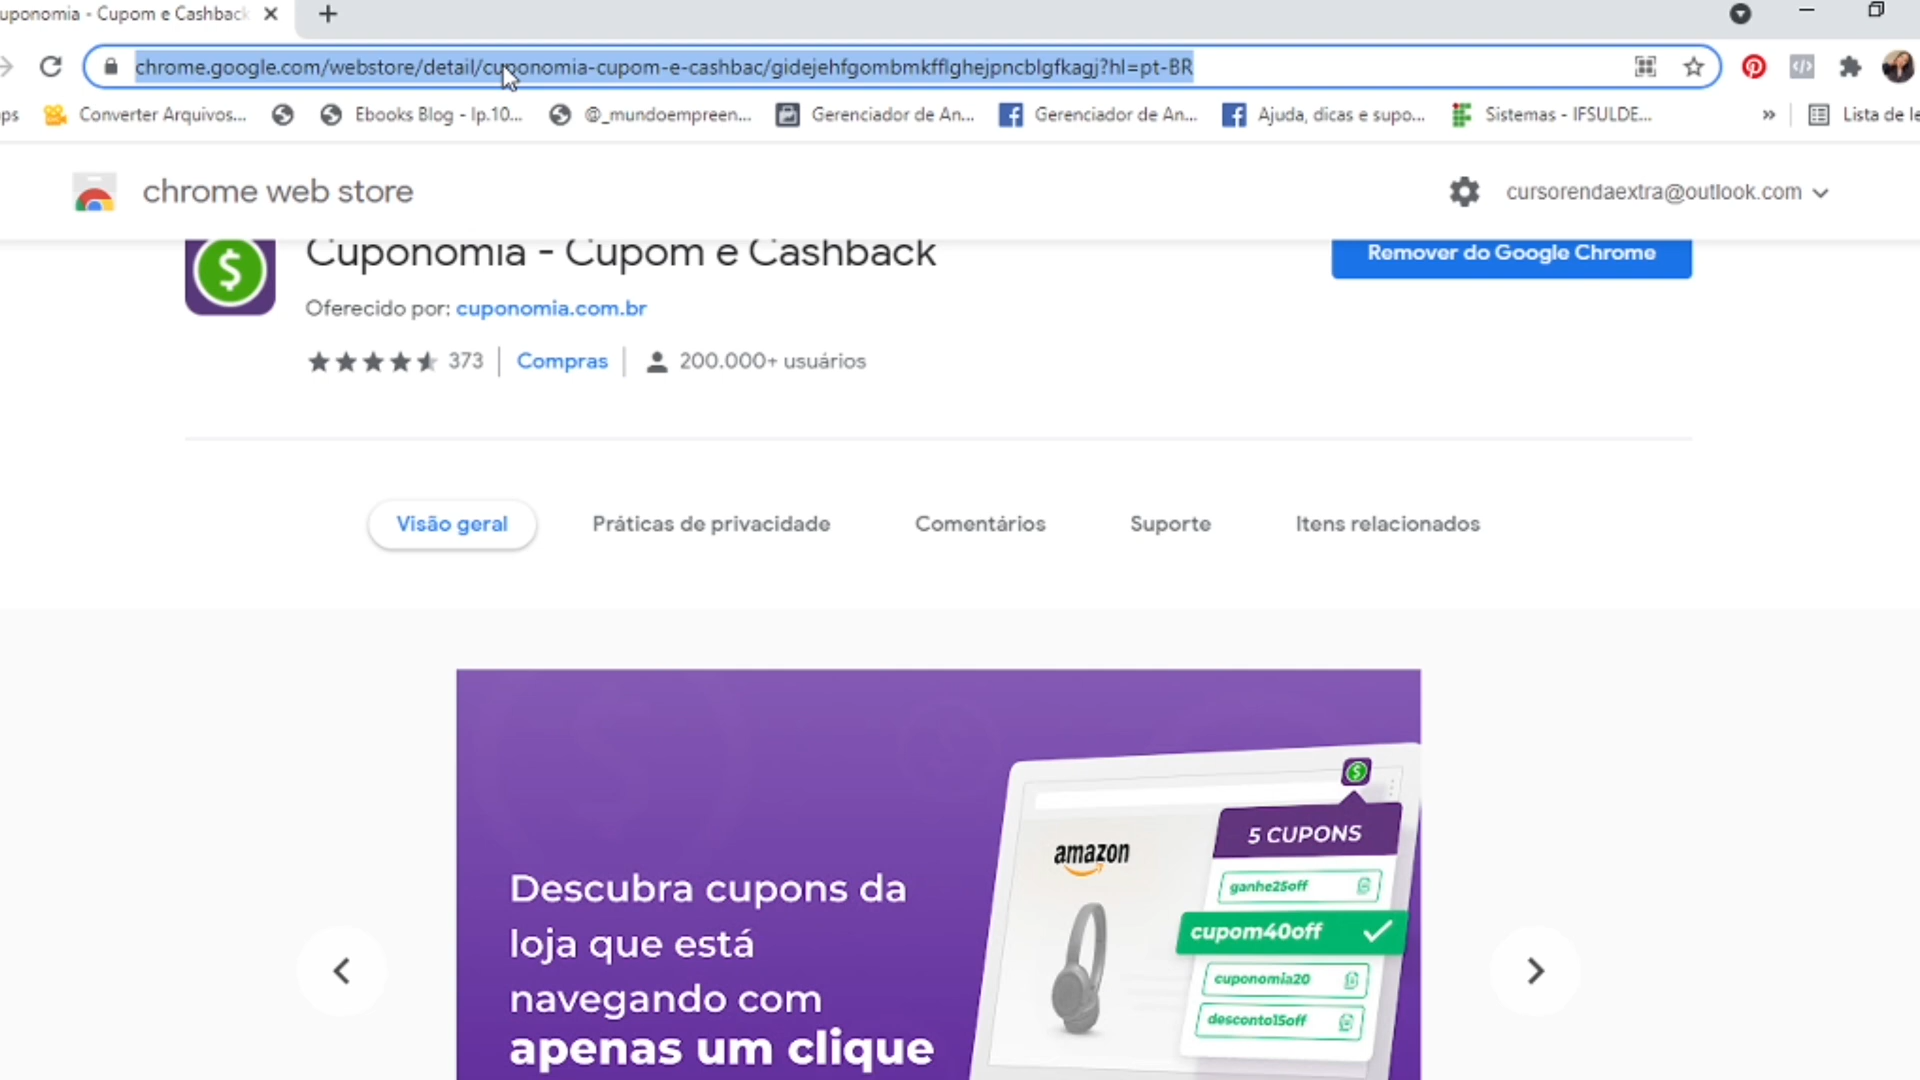 uponomia - Cupom e Cashback
chrome.google.com/webstore/detail/cuponomia-cupom-e-cashbac/gidejehfgombmkfflghejpncblgfkagj?hl=pt-BR
ps Converter Arquivos... Ebooks Blog - Ip.10... @_mundoempreen... Gerenciador de An... Gerenciador de An... Ajuda, dicas e supo... Sistemas - IFSULDE... » Lista de le
chrome web store
cursorendaextra@outlook.com
Cuponomia - Cupom e Cashback
Remover do Google Chrome
Oferecido por: cuponomia.com.br
373 Compras 200.000+ usuários
Visão geral Práticas de privacidade Comentários Suporte Itens relacionados
5 CUPONS
amazon
ganhe25off
cupom40off
cuponomia20
desconto15off
Descubra cupons da
loja que está
navegando com
apenas um clique